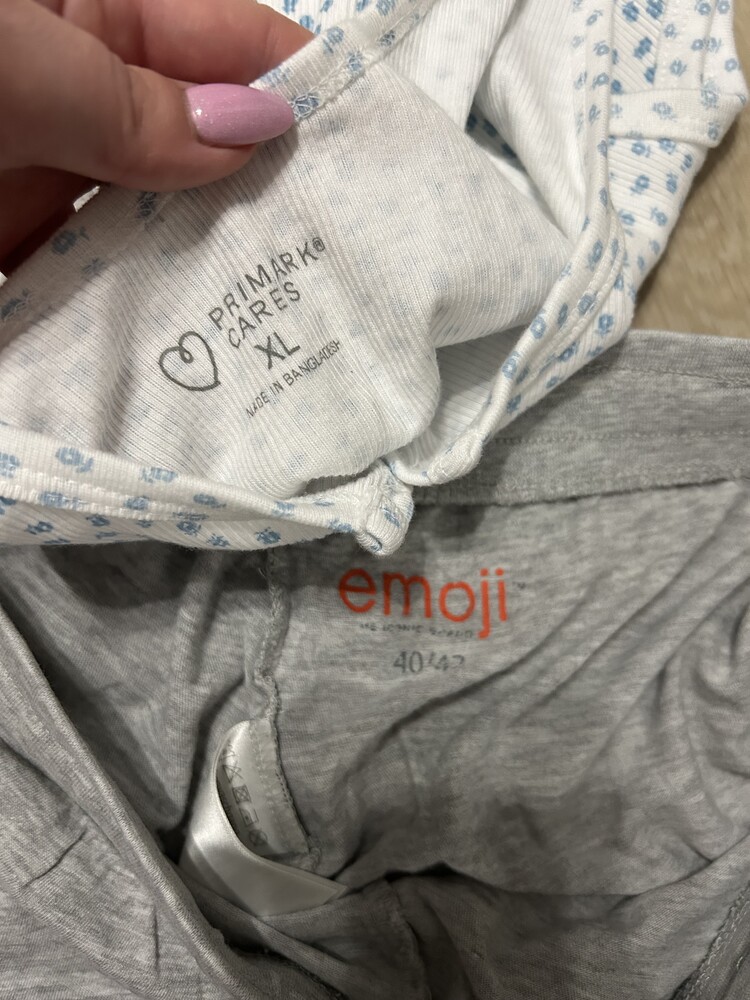 PRIMARK®
CARES
XL
MADE IN BANGLADESH
emoji
40/42